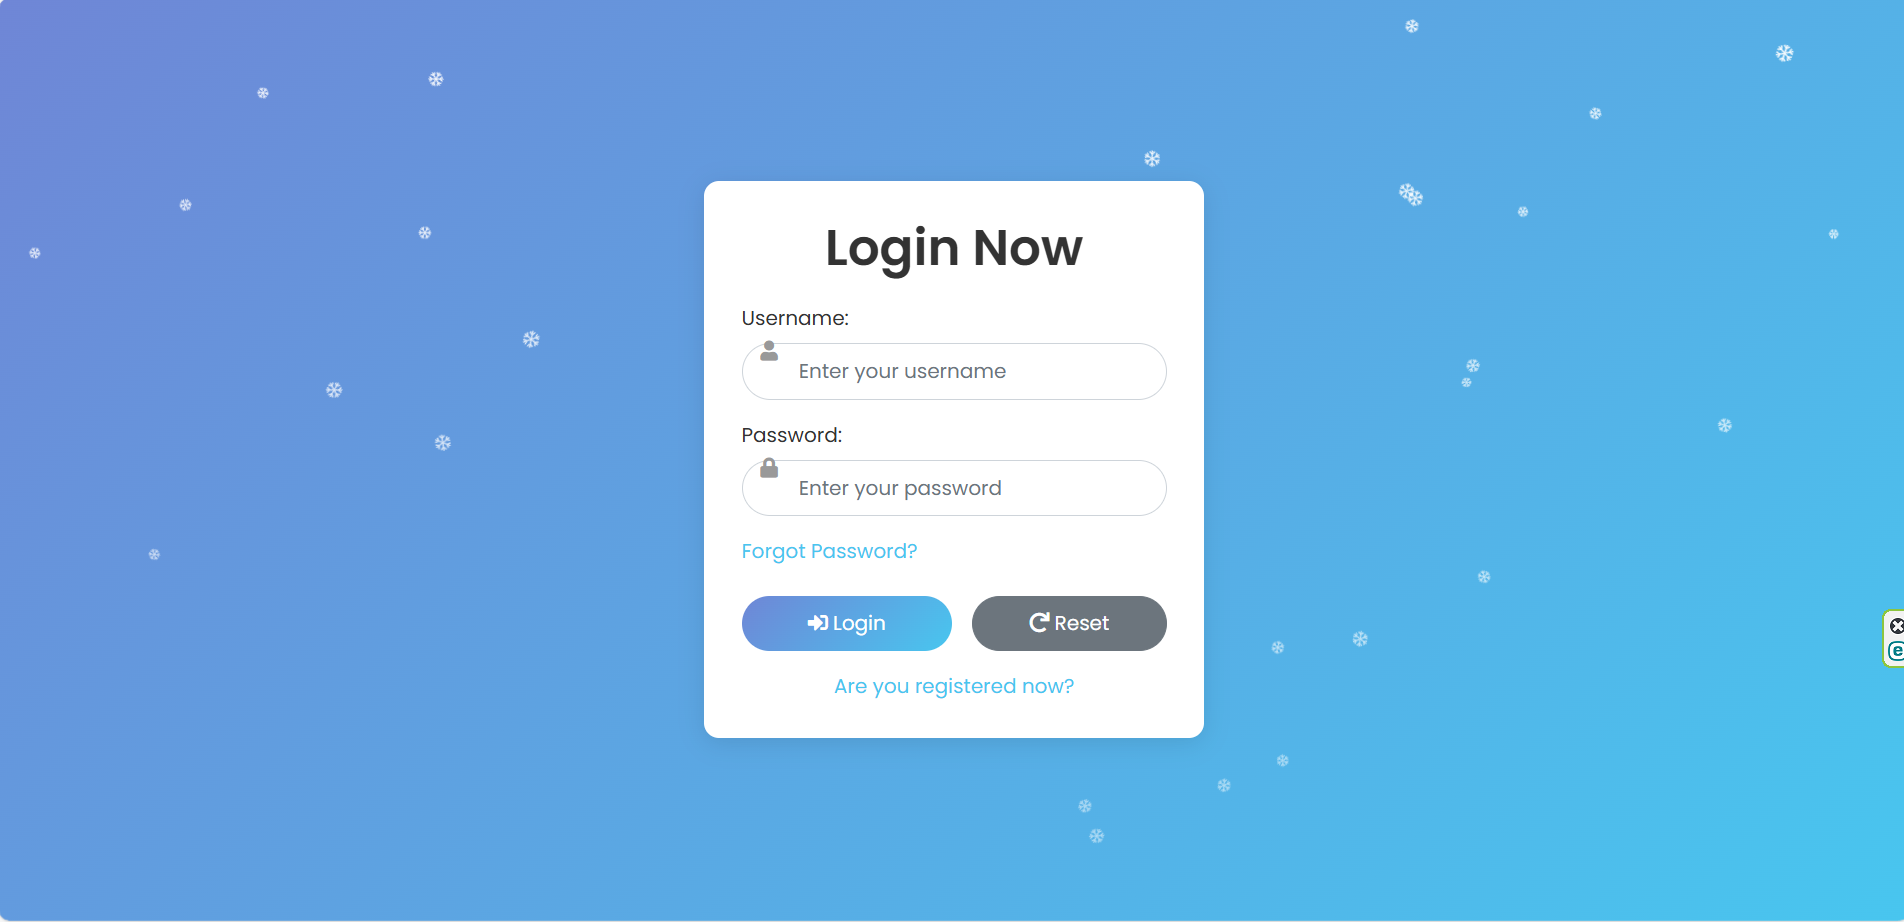 Login Now
Username:
Enter your username
Password:
Enter your password
Forgot Password?
Login
Reset
Are you registered now?
e